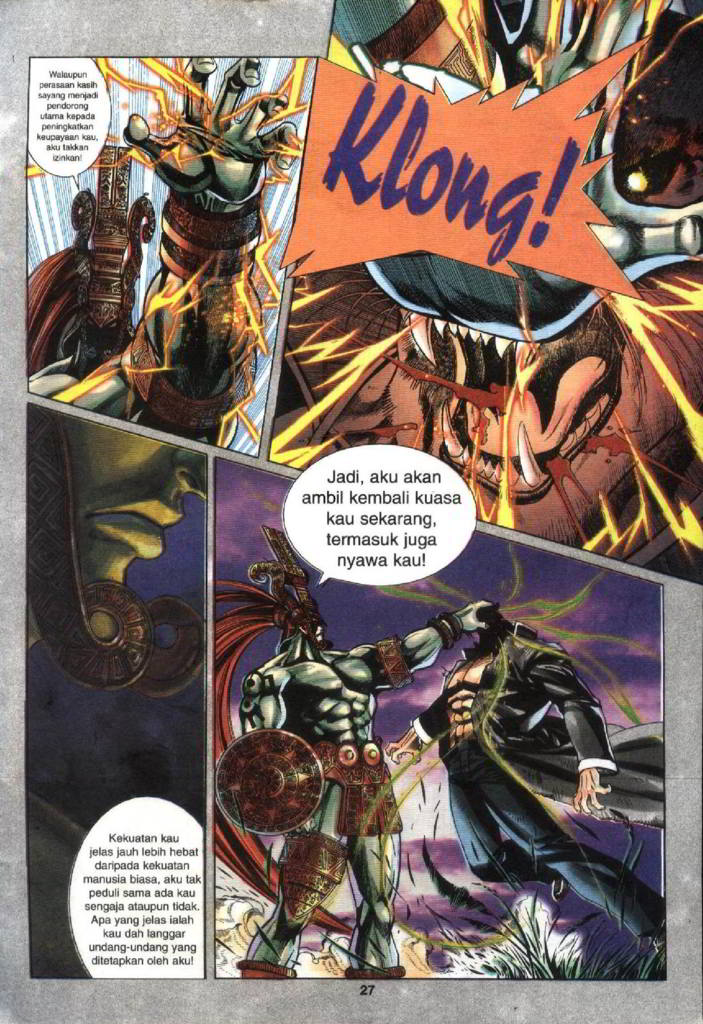 Walaupun
perasaan kasih
sayang menjadi
pendorong
utama kepada
peningkatkan
keupayaan kau,
aku takkan
izinkan!
Klong!
Kekuatan kau
jelas jauh lebih hebat
daripada kekuatan
manusia biasa, aku tak
peduli sama ada kau
sengaja ataupun tidak.
Apa yang jelas ialah
kau dah langgar
undang-undang yang
ditetapkan oleh aku!
Jadi, aku akan
ambil kembali kuasa
kau sekarang,
termasuk juga
nyawa kau!
27